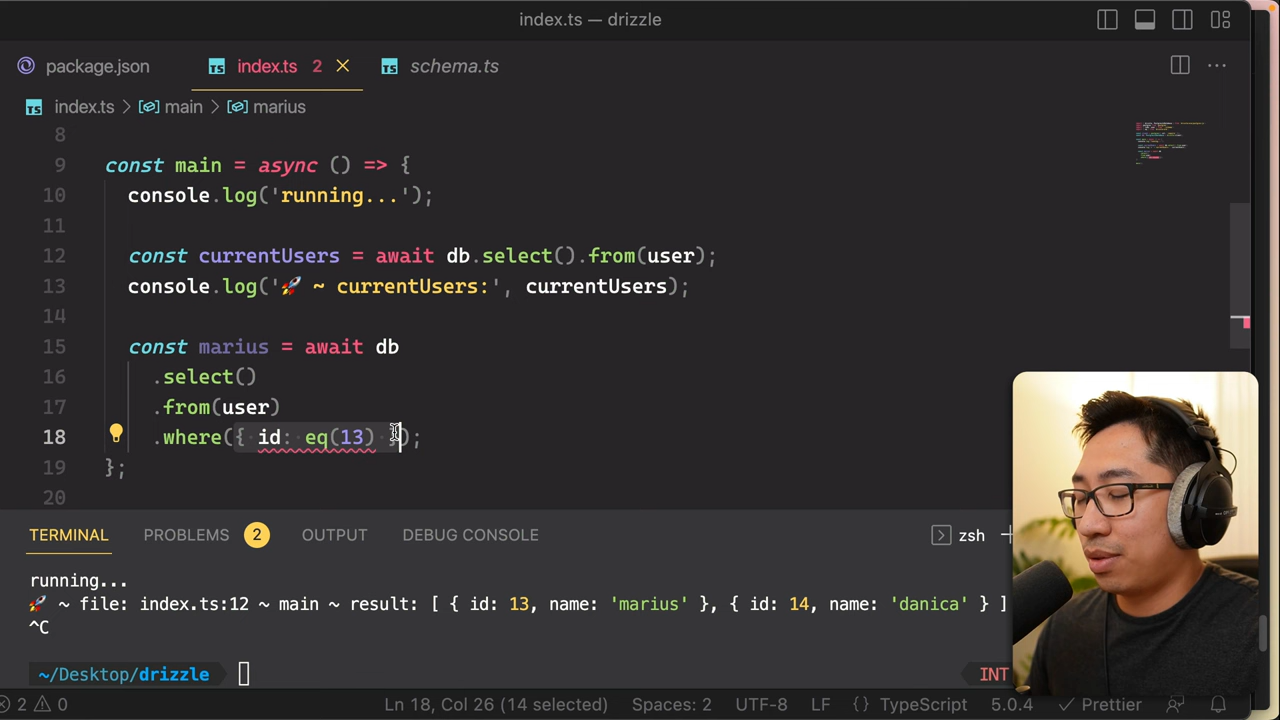 index.ts — drizzle
package.json
TS index.ts 2
TS schema.ts
TS index.ts > main > marius
8
9 const main = async () => {
10 console.log('running...');
11
12 const currentUsers = await db.select().from(user);
13 console.log('🚀 ~ currentUsers:', currentUsers);
14
15 const marius = await db
16 .select()
17 .from(user)
18 .where({ id: eq(13) });
19 };
20
TERMINAL PROBLEMS 2 OUTPUT DEBUG CONSOLE zsh
running...
🚀 ~ file: index.ts:12 ~ main ~ result: [ { id: 13, name: 'marius' }, { id: 14, name: 'danica' } ]
^C
~/Desktop/drizzle
INT
2 0 Ln 18, Col 26 (14 selected) Spaces: 2 UTF-8 LF {} TypeScript 5.0.4 Prettier